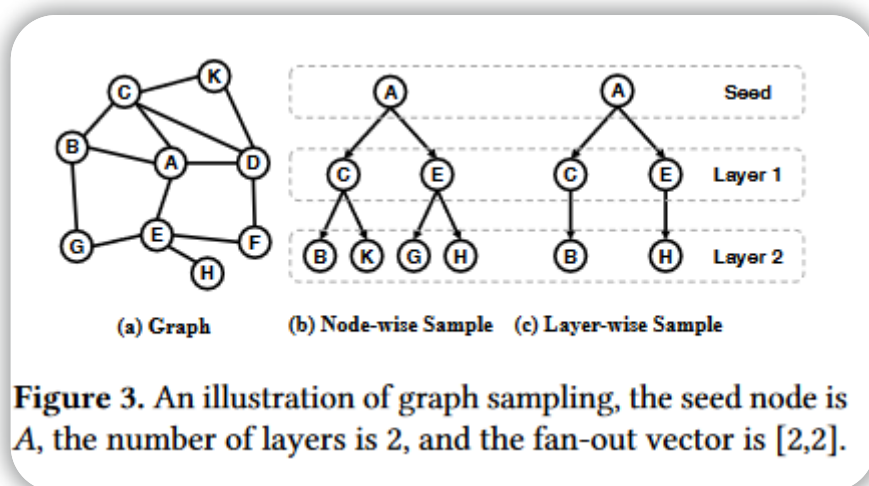 K
C
B
A
D
G
E
F
H
(a) Graph
A
C
E
B
K
G
H
(b) Node-wise Sample
A
Seed
C
E
Layer 1
B
H
Layer 2
(c) Layer-wise Sample
Figure 3. An illustration of graph sampling, the seed node is
A, the number of layers is 2, and the fan-out vector is [2,2].